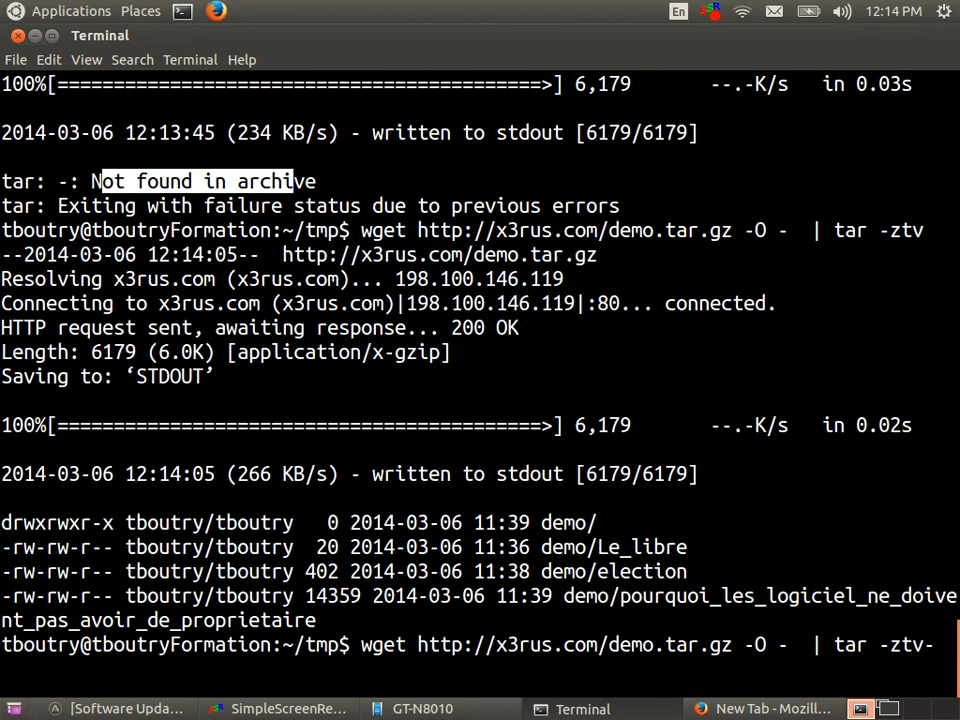 Applications Places En 12:14 PM
Terminal
File Edit View Search Terminal Help
100%[===========================================>] 6,179       --.-K/s   in 0.03s
2014-03-06 12:13:45 (234 KB/s) - written to stdout [6179/6179]
tar: -: Not found in archive
tar: Exiting with failure status due to previous errors
tboutry@tboutryFormation:~/tmp$ wget http://x3rus.com/demo.tar.gz -O -  | tar -ztv
--2014-03-06 12:14:05--  http://x3rus.com/demo.tar.gz
Resolving x3rus.com (x3rus.com)... 198.100.146.119
Connecting to x3rus.com (x3rus.com)|198.100.146.119|:80... connected.
HTTP request sent, awaiting response... 200 OK
Length: 6179 (6.0K) [application/x-gzip]
Saving to: ‘STDOUT’
100%[===========================================>] 6,179       --.-K/s   in 0.02s
2014-03-06 12:14:05 (266 KB/s) - written to stdout [6179/6179]
drwxrwxr-x tboutry/tboutry   0 2014-03-06 11:39 demo/
-rw-rw-r-- tboutry/tboutry  20 2014-03-06 11:36 demo/Le_libre
-rw-rw-r-- tboutry/tboutry 402 2014-03-06 11:38 demo/election
-rw-rw-r-- tboutry/tboutry 14359 2014-03-06 11:39 demo/pourquoi_les_logiciel_ne_doive
nt_pas_avoir_de_proprietaire
tboutry@tboutryFormation:~/tmp$ wget http://x3rus.com/demo.tar.gz -O -  | tar -ztv-
[Software Upda... SimpleScreenRe... GT-N8010 Terminal New Tab - Mozill...